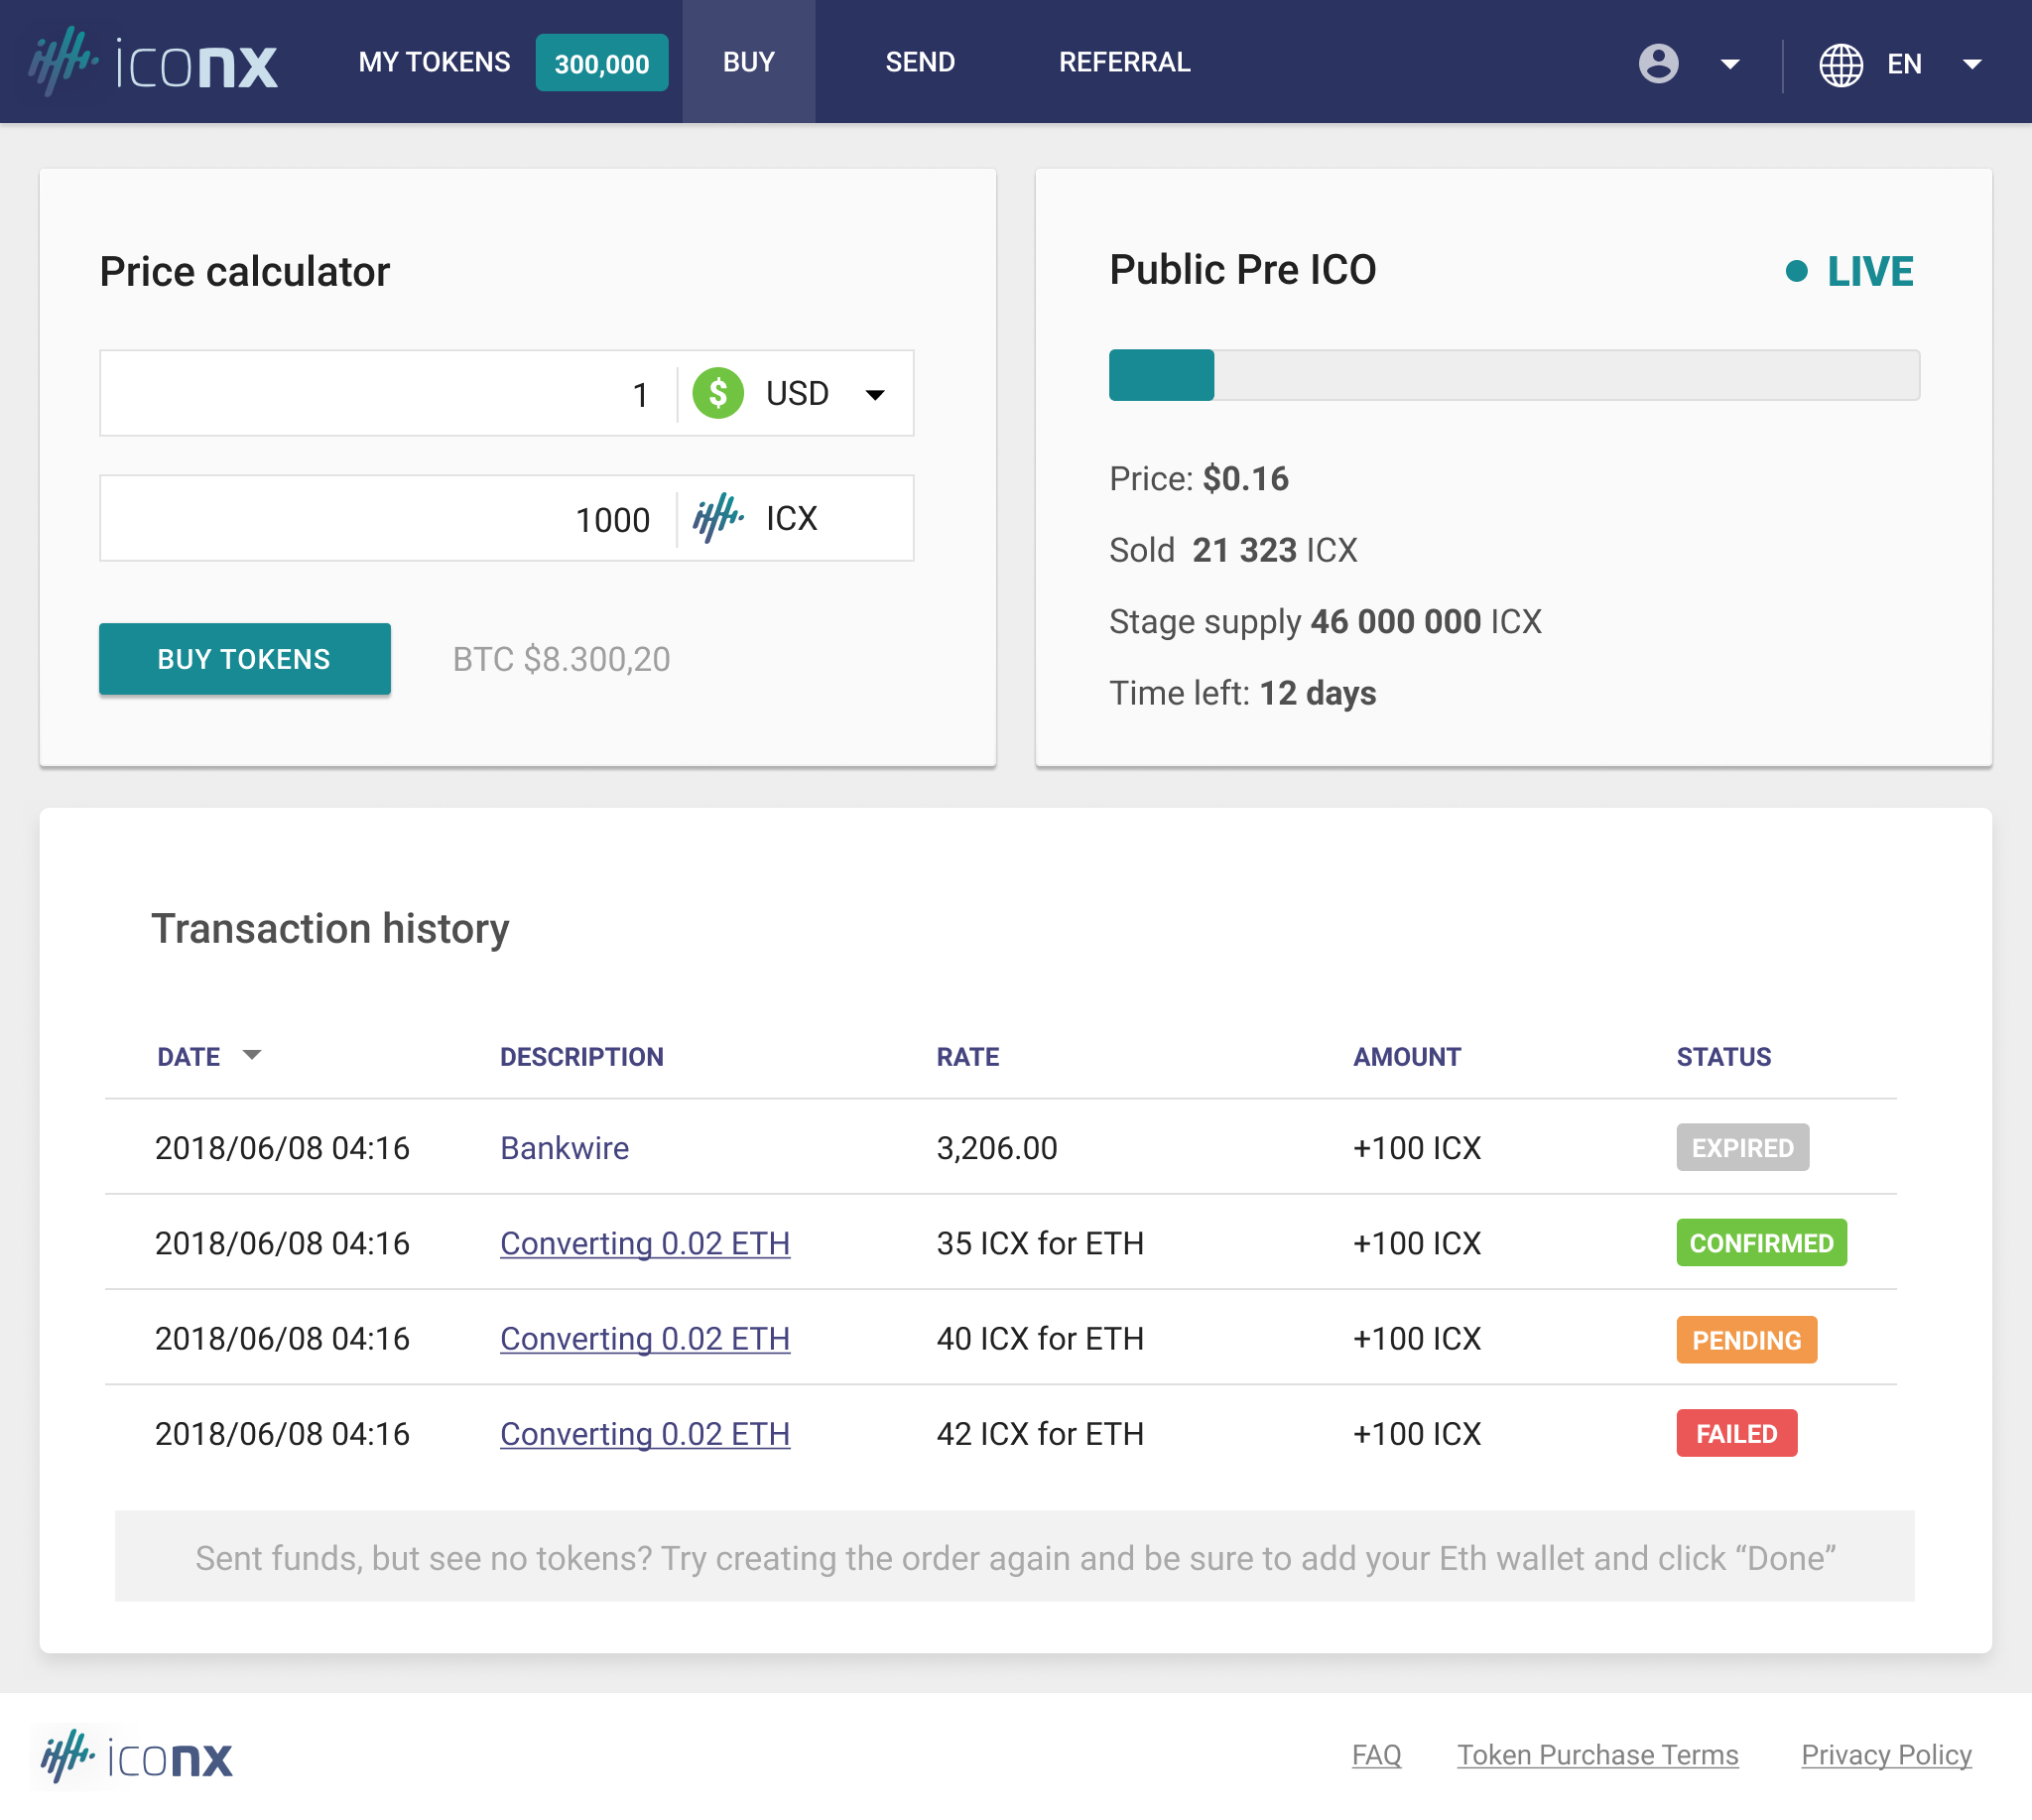 iconx MY TOKENS 300,000 BUY SEND REFERRAL EN
Price calculator
1 $ USD
1000 ICX
BUY TOKENS BTC $8.300,20
Public Pre ICO LIVE
Price: $0.16
Sold 21 323 ICX
Stage supply 46 000 000 ICX
Time left: 12 days
Transaction history
DATE DESCRIPTION RATE AMOUNT STATUS
2018/06/08 04:16 Bankwire 3,206.00 +100 ICX EXPIRED
2018/06/08 04:16 Converting 0.02 ETH 35 ICX for ETH +100 ICX CONFIRMED
2018/06/08 04:16 Converting 0.02 ETH 40 ICX for ETH +100 ICX PENDING
2018/06/08 04:16 Converting 0.02 ETH 42 ICX for ETH +100 ICX FAILED
Sent funds, but see no tokens? Try creating the order again and be sure to add your Eth wallet and click “Done”
iconx FAQ Token Purchase Terms Privacy Policy